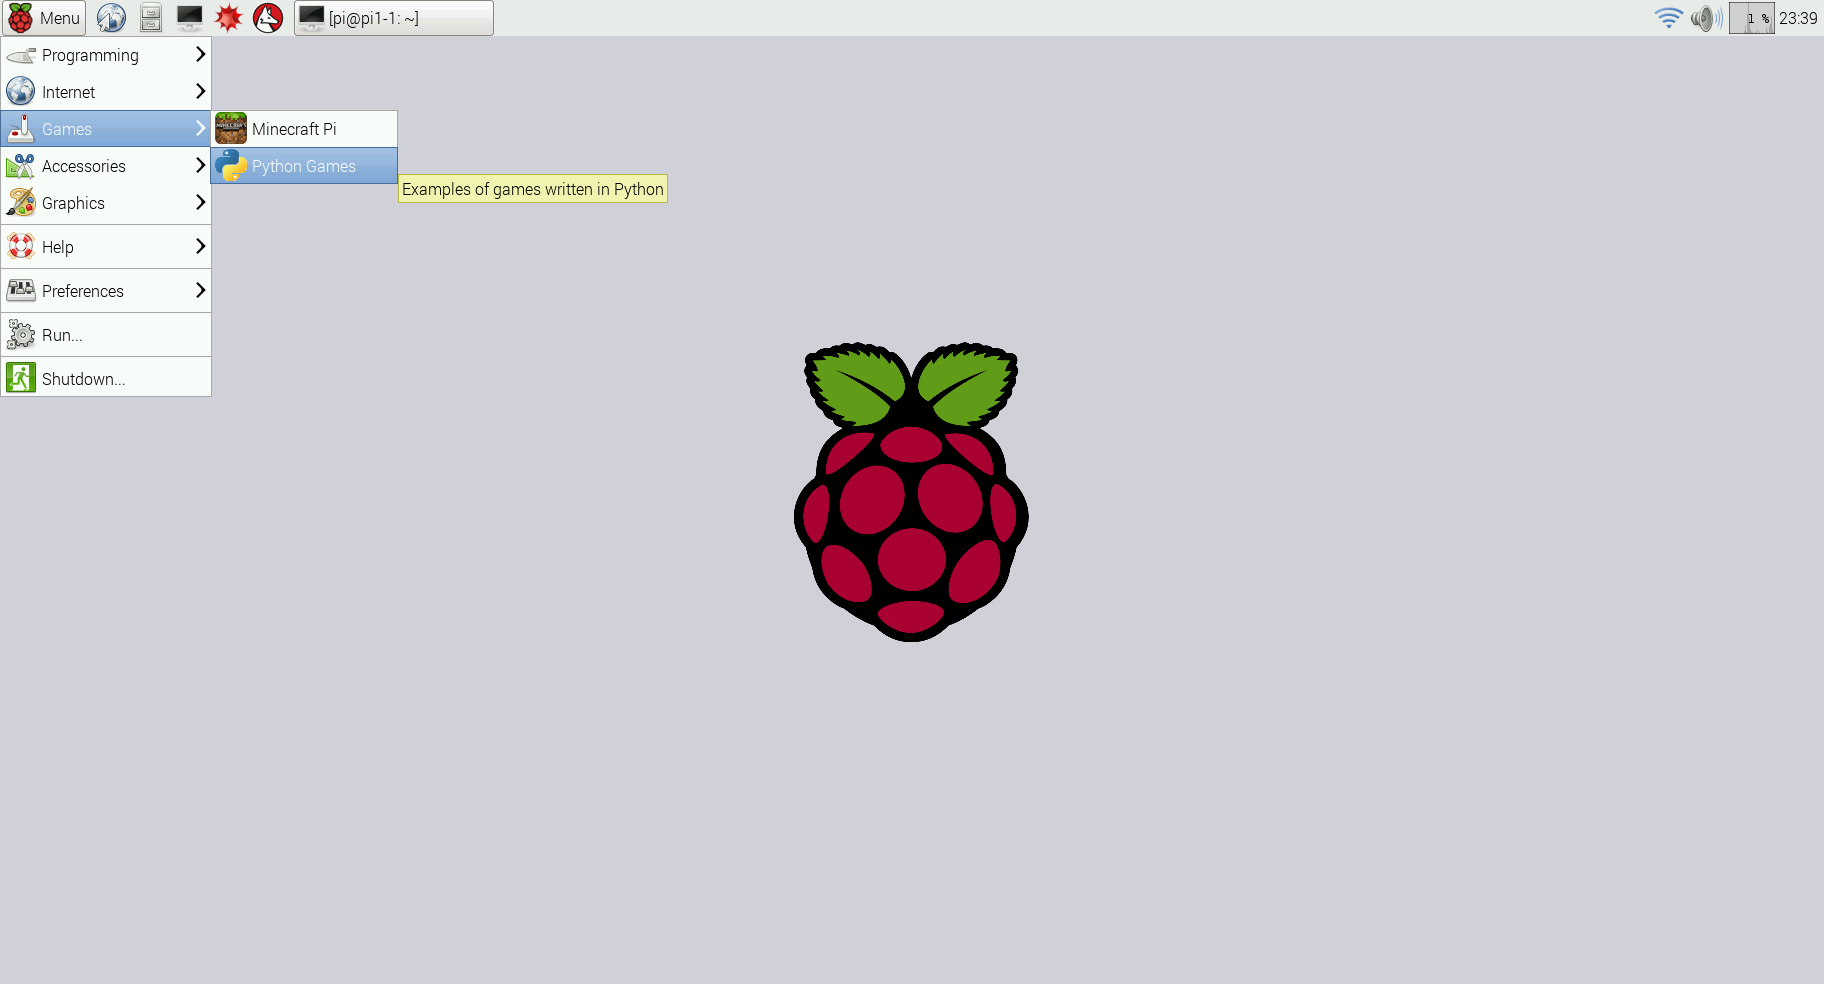 Menu
[pi@pi1-1: ~]
1 %
23:39
Programming
Internet
Games
Accessories
Graphics
Help
Preferences
Run...
Shutdown...
Minecraft Pi
Python Games
Examples of games written in Python